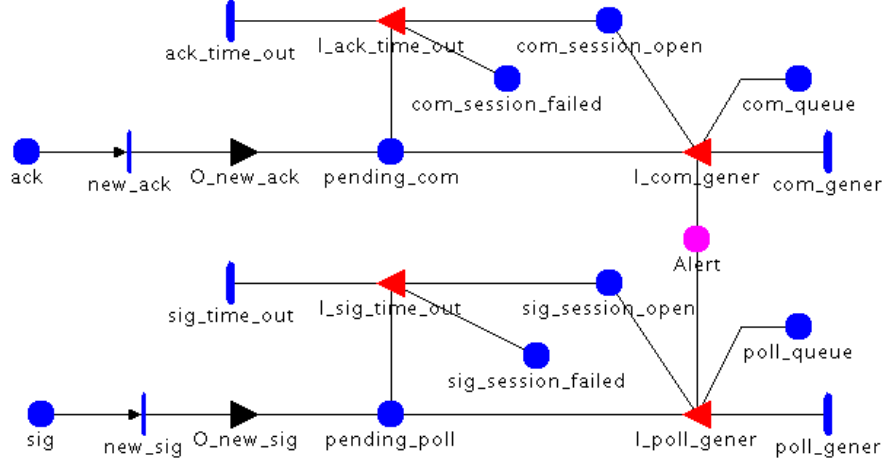 ack_time_out
I_ack_time_out
com_session_open
com_session_failed
com_queue
ack
new_ack
O_new_ack
pending_com
I_com_gener
com_gener
Alert
sig_time_out
I_sig_time_out
sig_session_open
sig_session_failed
poll_queue
sig
new_sig
O_new_sig
pending_poll
I_poll_gener
poll_gener